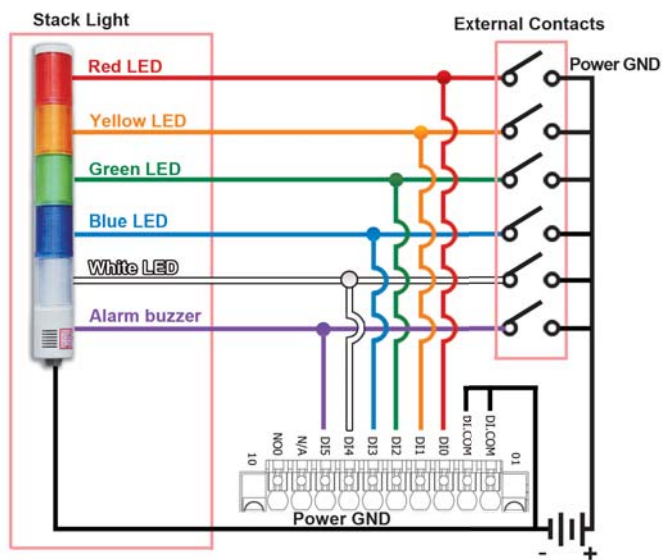 Stack Light
External Contacts
Red LED
Power GND
Yellow LED
Green LED
Blue LED
White LED
Alarm buzzer
10
NO0
N/A
DI5
DI4
DI3
DI2
DI1
DI0
DI.COM
DI.COM
01
Power GND
- +